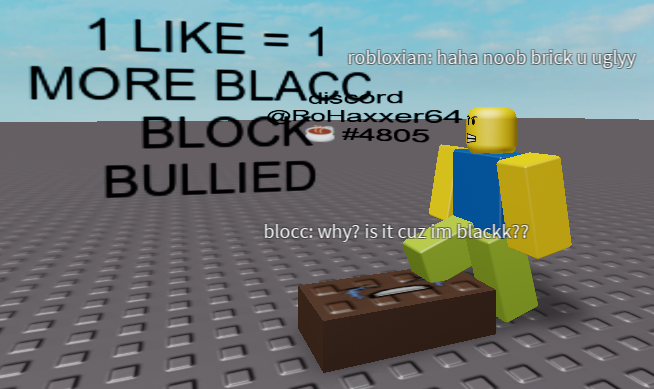 1 LIKE = 1
MORE BLACC
BLOCK
BULLIED
robloxian: haha noob brick u uglyy
discord
@RoHaxxer64
☕ #4805
blocc: why? is it cuz im blackk??